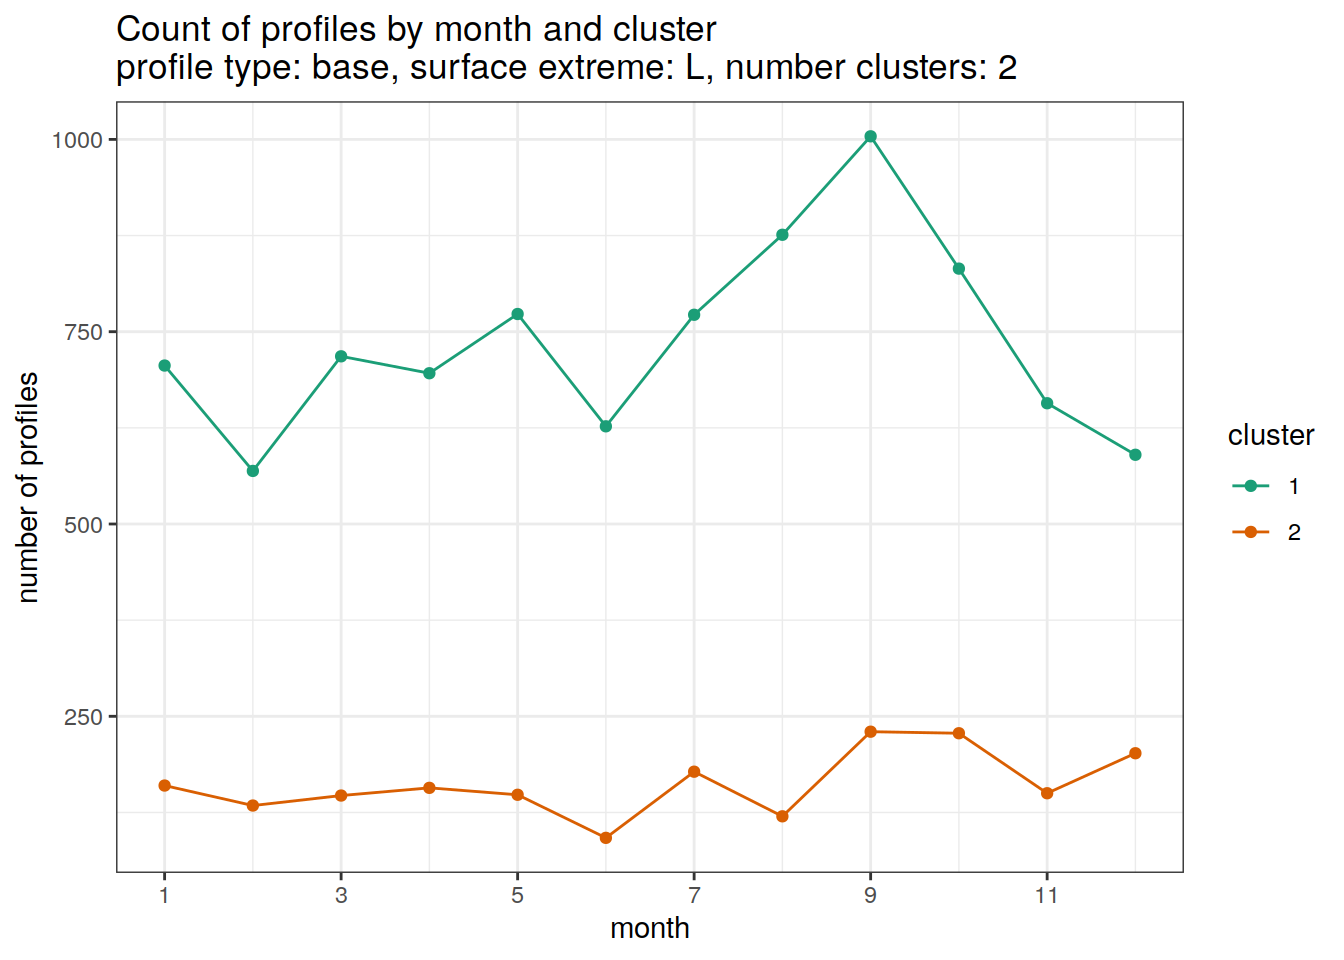 Count of profiles by month and cluster
profile type: base, surface extreme: L, number clusters: 2
1000
750
500
250
number of profiles
1 3 5 7 9 11
month
cluster
1
2